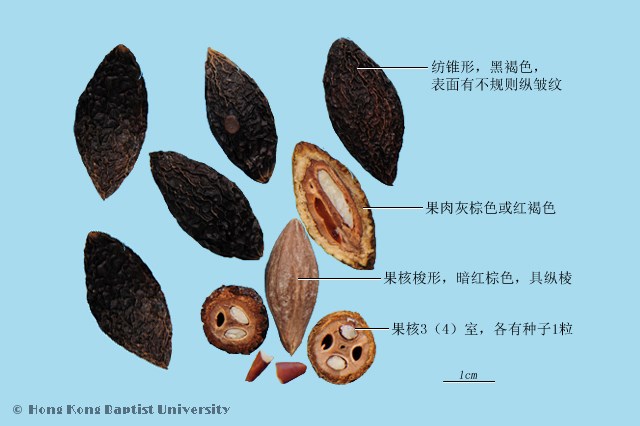 纺锥形，黑褐色，
表面有不规则纵皱纹
果肉灰棕色或红褐色
果核梭形，暗红棕色，具纵棱
果核3（4）室，各有种子1粒
1cm
© Hong Kong Baptist University